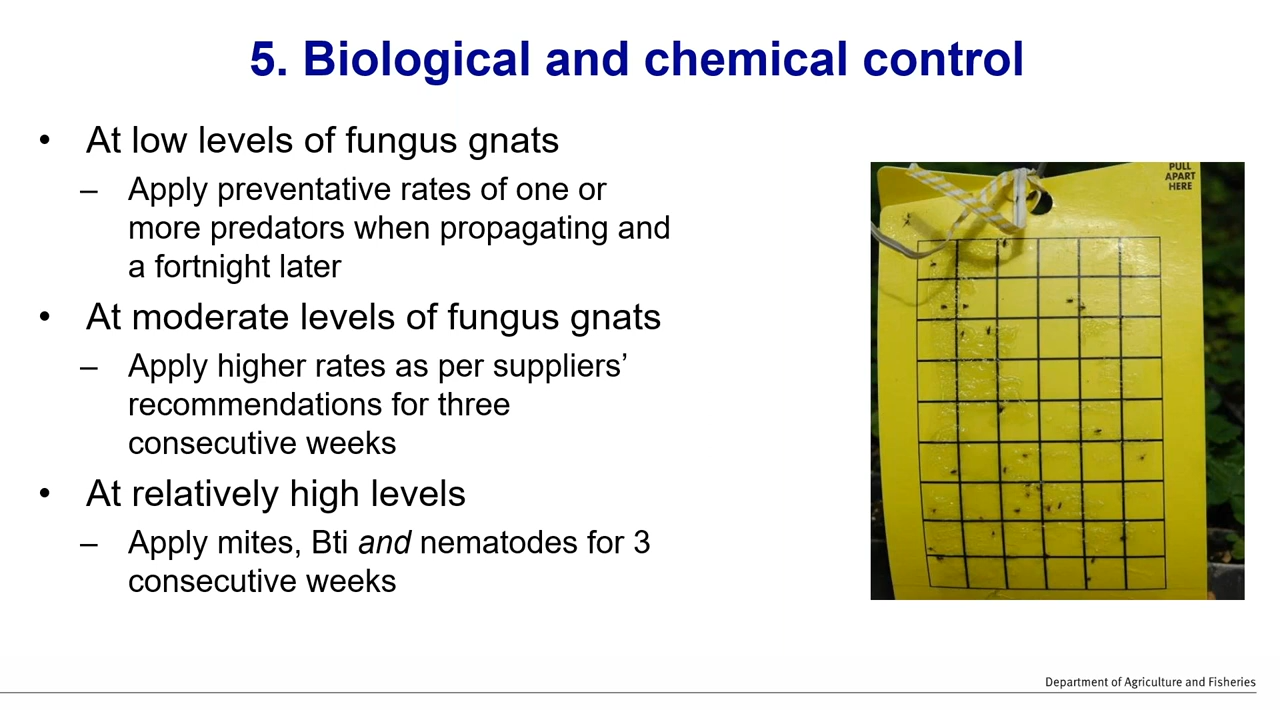 5. Biological and chemical control
• At low levels of fungus gnats
– Apply preventative rates of one or
more predators when propagating and
a fortnight later
• At moderate levels of fungus gnats
– Apply higher rates as per suppliers’
recommendations for three
consecutive weeks
• At relatively high levels
– Apply mites, Bti and nematodes for 3
consecutive weeks
PULL
APART
HERE
Department of Agriculture and Fisheries